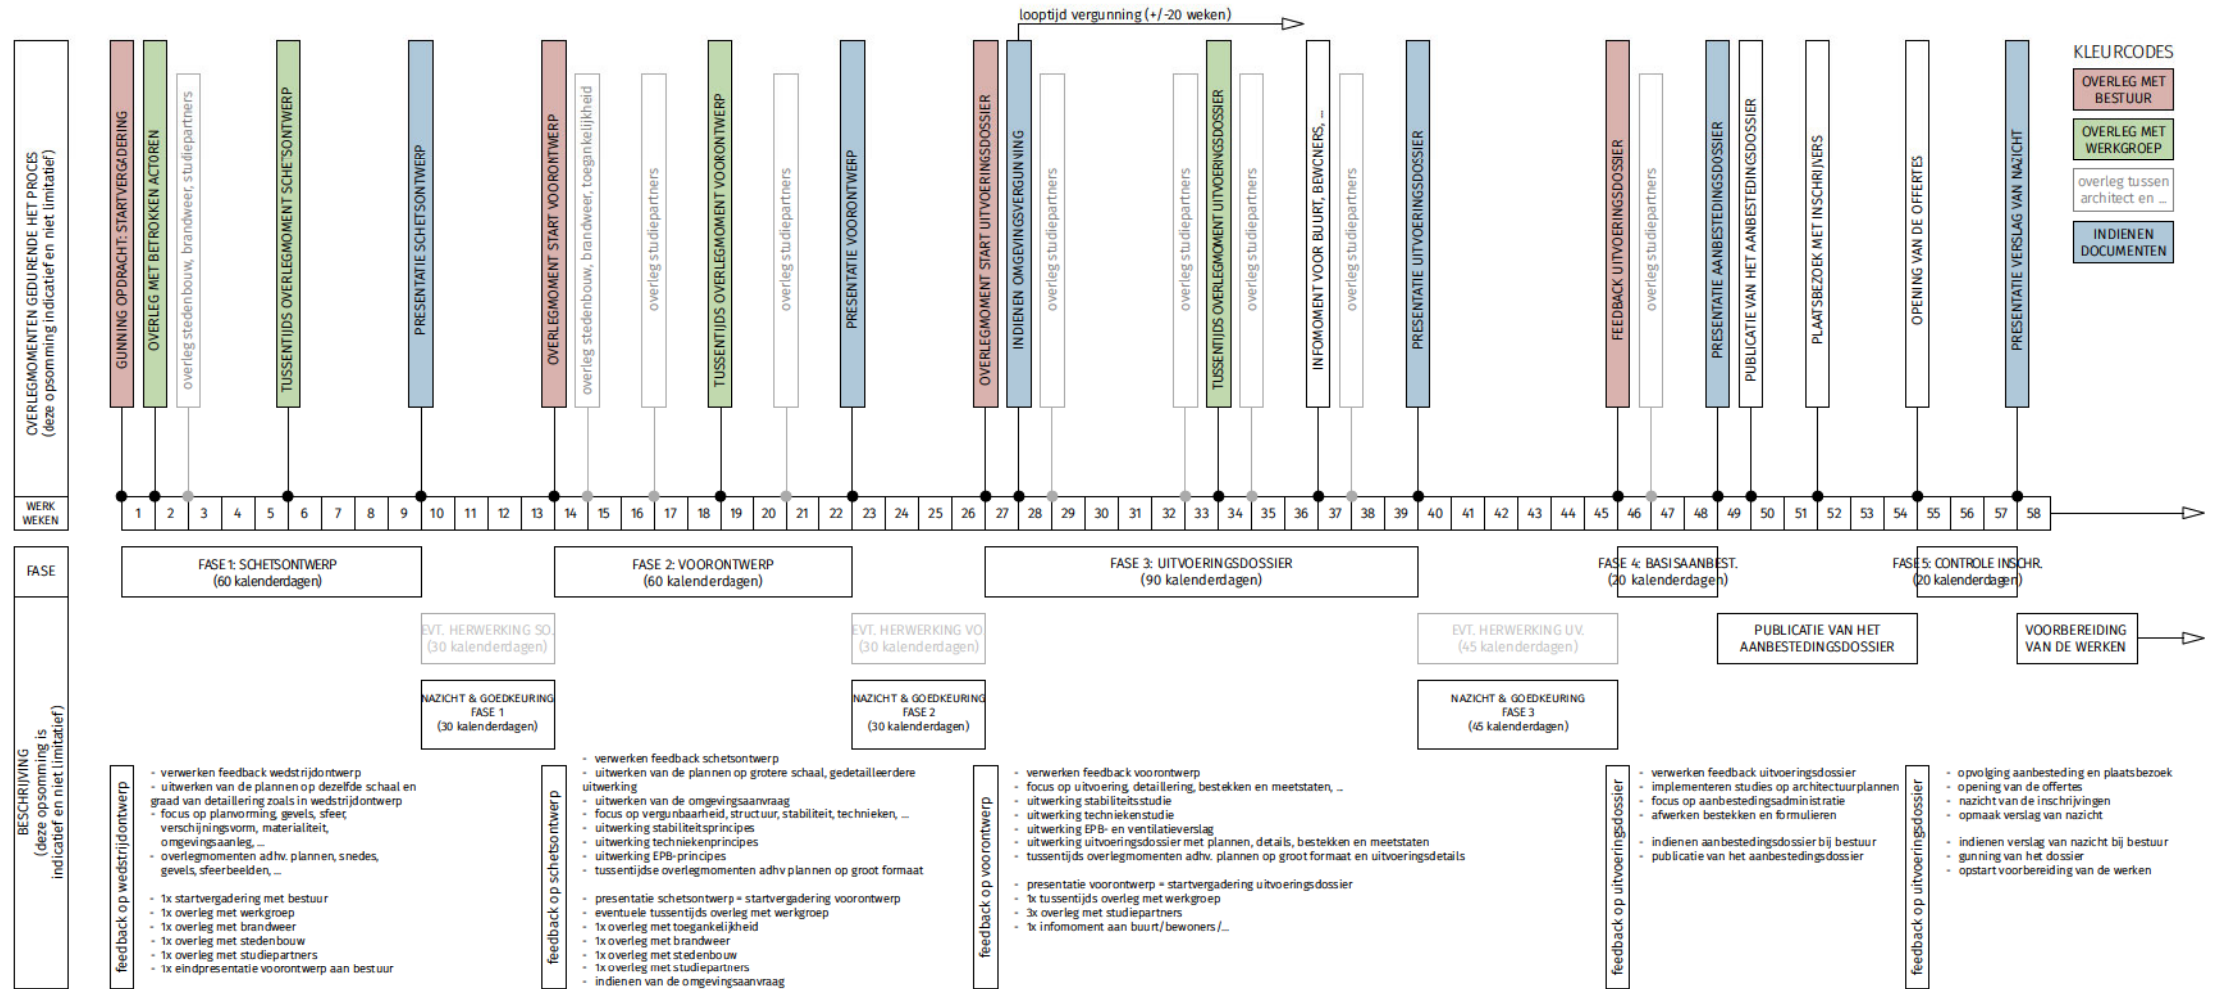 looptijd vergunning (+/-20 weken)
OVERLEGMOMENTEN GEDURENDE HET PROCES
(deze opsomming indicatief en niet limitatief)
GUNNING OPDRACHT: STARTVERGADERING
OVERLEG MET BETROKKEN ACTOREN
overleg stedenbouw, brandweer, studiepartners
TUSSENTIJDS OVERLEGMOMENT SCHETSONTWERP
PRESENTATIE SCHETSONTWERP
OVERLEGMOMENT START VOORONTWERP
overleg stedenbouw, brandweer, toegankelijkheid
overleg studiepartners
TUSSENTIJDS OVERLEGMOMENT VOORONTWERP
overleg studiepartners
PRESENTATIE VOORONTWERP
OVERLEGMOMENT START UITVOERINGSDOSSIER
INDIENEN OMGEVINGSVERGUNNING
overleg studiepartners
overleg studiepartners
TUSSENTIJDS OVERLEGMOMENT UITVOERINGSDOSSIER
overleg studiepartners
INFOMOMENT VOOR BUURT, BEWONERS, ...
overleg studiepartners
PRESENTATIE UITVOERINGSDOSSIER
FEEDBACK UITVOERINGSDOSSIER
overleg studiepartners
PRESENTATIE AANBESTEDINGSDOSSIER
PUBLICATIE VAN HET AANBESTEDINGSDOSSIER
PLAATSBEZOEK MET INSCHRIJVERS
OPENING VAN DE OFFERTES
PRESENTATIE VERSLAG VAN NAZICHT
KLEURCODES
OVERLEG MET
BESTUUR
OVERLEG MET
WERKGROEP
overleg tussen
architect en ...
INDIENEN
DOCUMENTEN
WERK
WEKEN
1 2 3 4 5 6 7 8 9 10 11 12 13 14 15 16 17 18 19 20 21 22 23 24 25 26 27 28 29 30 31 32 33 34 35 36 37 38 39 40 41 42 43 44 45 46 47 48 49 50 51 52 53 54 55 56 57 58
FASE
FASE 1: SCHETSONTWERP
(60 kalenderdagen)
FASE 2: VOORONTWERP
(60 kalenderdagen)
FASE 3: UITVOERINGSDOSSIER
(90 kalenderdagen)
FASE 4: BASISAANBEST.
(20 kalenderdagen)
FASE 5: CONTROLE INSCHR.
(20 kalenderdagen)
BESCHRIJVING
(deze opsomming is
indicatief en niet limitatief)
EVT. HERWERKING SO.
(30 kalenderdagen)
EVT. HERWERKING VO
(30 kalenderdagen)
EVT. HERWERKING UV.
(45 kalenderdagen)
PUBLICATIE VAN HET
AANBESTEDINGSDOSSIER
VOORBEREIDING
VAN DE WERKEN
NAZICHT & GOEDKEURING
FASE 1
(30 kalenderdagen)
NAZICHT & GOEDKEURING
FASE 2
(30 kalenderdagen)
NAZICHT & GOEDKEURING
FASE 3
(45 kalenderdagen)
feedback op wedstrijdontwerp
- verwerken feedback wedstrijdontwerp
- uitwerken van de plannen op dezelfde schaal en
graad van detaillering zoals in wedstrijdontwerp
- focus op planvorming, gevels, sfeer,
verschijningsvorm, materialiteit,
omgevingsaanleg, ...
- overlegmomenten adhv. plannen, snedes,
gevels, sfeerbeelden, ...
- 1x startvergadering met bestuur
- 1x overleg met werkgroep
- 1x overleg met brandweer
- 1x overleg met stedenbouw
- 1x overleg met studiepartners
- 1x eindpresentatie voorontwerp aan bestuur
feedback op schetsontwerp
- verwerken feedback schetsontwerp
- uitwerken van de plannen op grotere schaal, gedetailleerdere
uitwerking
- uitwerken van de omgevingsaanvraag
- focus op vergunbaarheid, structuur, stabiliteit, technieken, ...
- uitwerking stabiliteitsprincipes
- uitwerking techniekenprincipes
- uitwerking EPB-principes
- tussentijdse overlegmomenten adhv plannen op groot formaat
- presentatie schetsontwerp = startvergadering voorontwerp
- eventuele tussentijds overleg met werkgroep
- 1x overleg met toegankelijkheid
- 1x overleg met brandweer
- 1x overleg met stedenbouw
- 1x overleg met studiepartners
- indienen van de omgevingsaanvraag
feedback op voorontwerp
- verwerken feedback voorontwerp
- focus op uitvoering, detaillering, bestekken en meetstaten, ...
- uitwerking stabiliteitsstudie
- uitwerking techniekenstudie
- uitwerking EPB- en ventilatieverslag
- uitwerking uitvoeringsdossier met plannen, details, bestekken en meetstaten
- tussentijds overlegmomenten adhv. plannen op groot formaat en uitvoeringsdetails
- presentatie voorontwerp = startvergadering uitvoeringsdossier
- 1x tussentijds overleg met werkgroep
- 3x overleg met studiepartners
- 1x infomoment aan buurt/bewoners/...
feedback op uitvoeringsdossier
- verwerken feedback uitvoeringsdossier
- implementeren studies op architectuurplannen
- focus op aanbestedingsadministratie
- afwerken bestekken en formulieren
- indienen aanbestedingsdossier bij bestuur
- publicatie van het aanbestedingsdossier
feedback op uitvoeringsdossier
- opvolging aanbesteding en plaatsbezoek
- opening van de offertes
- nazicht van de inschrijvingen
- opmaak verslag van nazicht
- indienen verslag van nazicht bij bestuur
- gunning van het dossier
- opstart voorbereiding van de werken